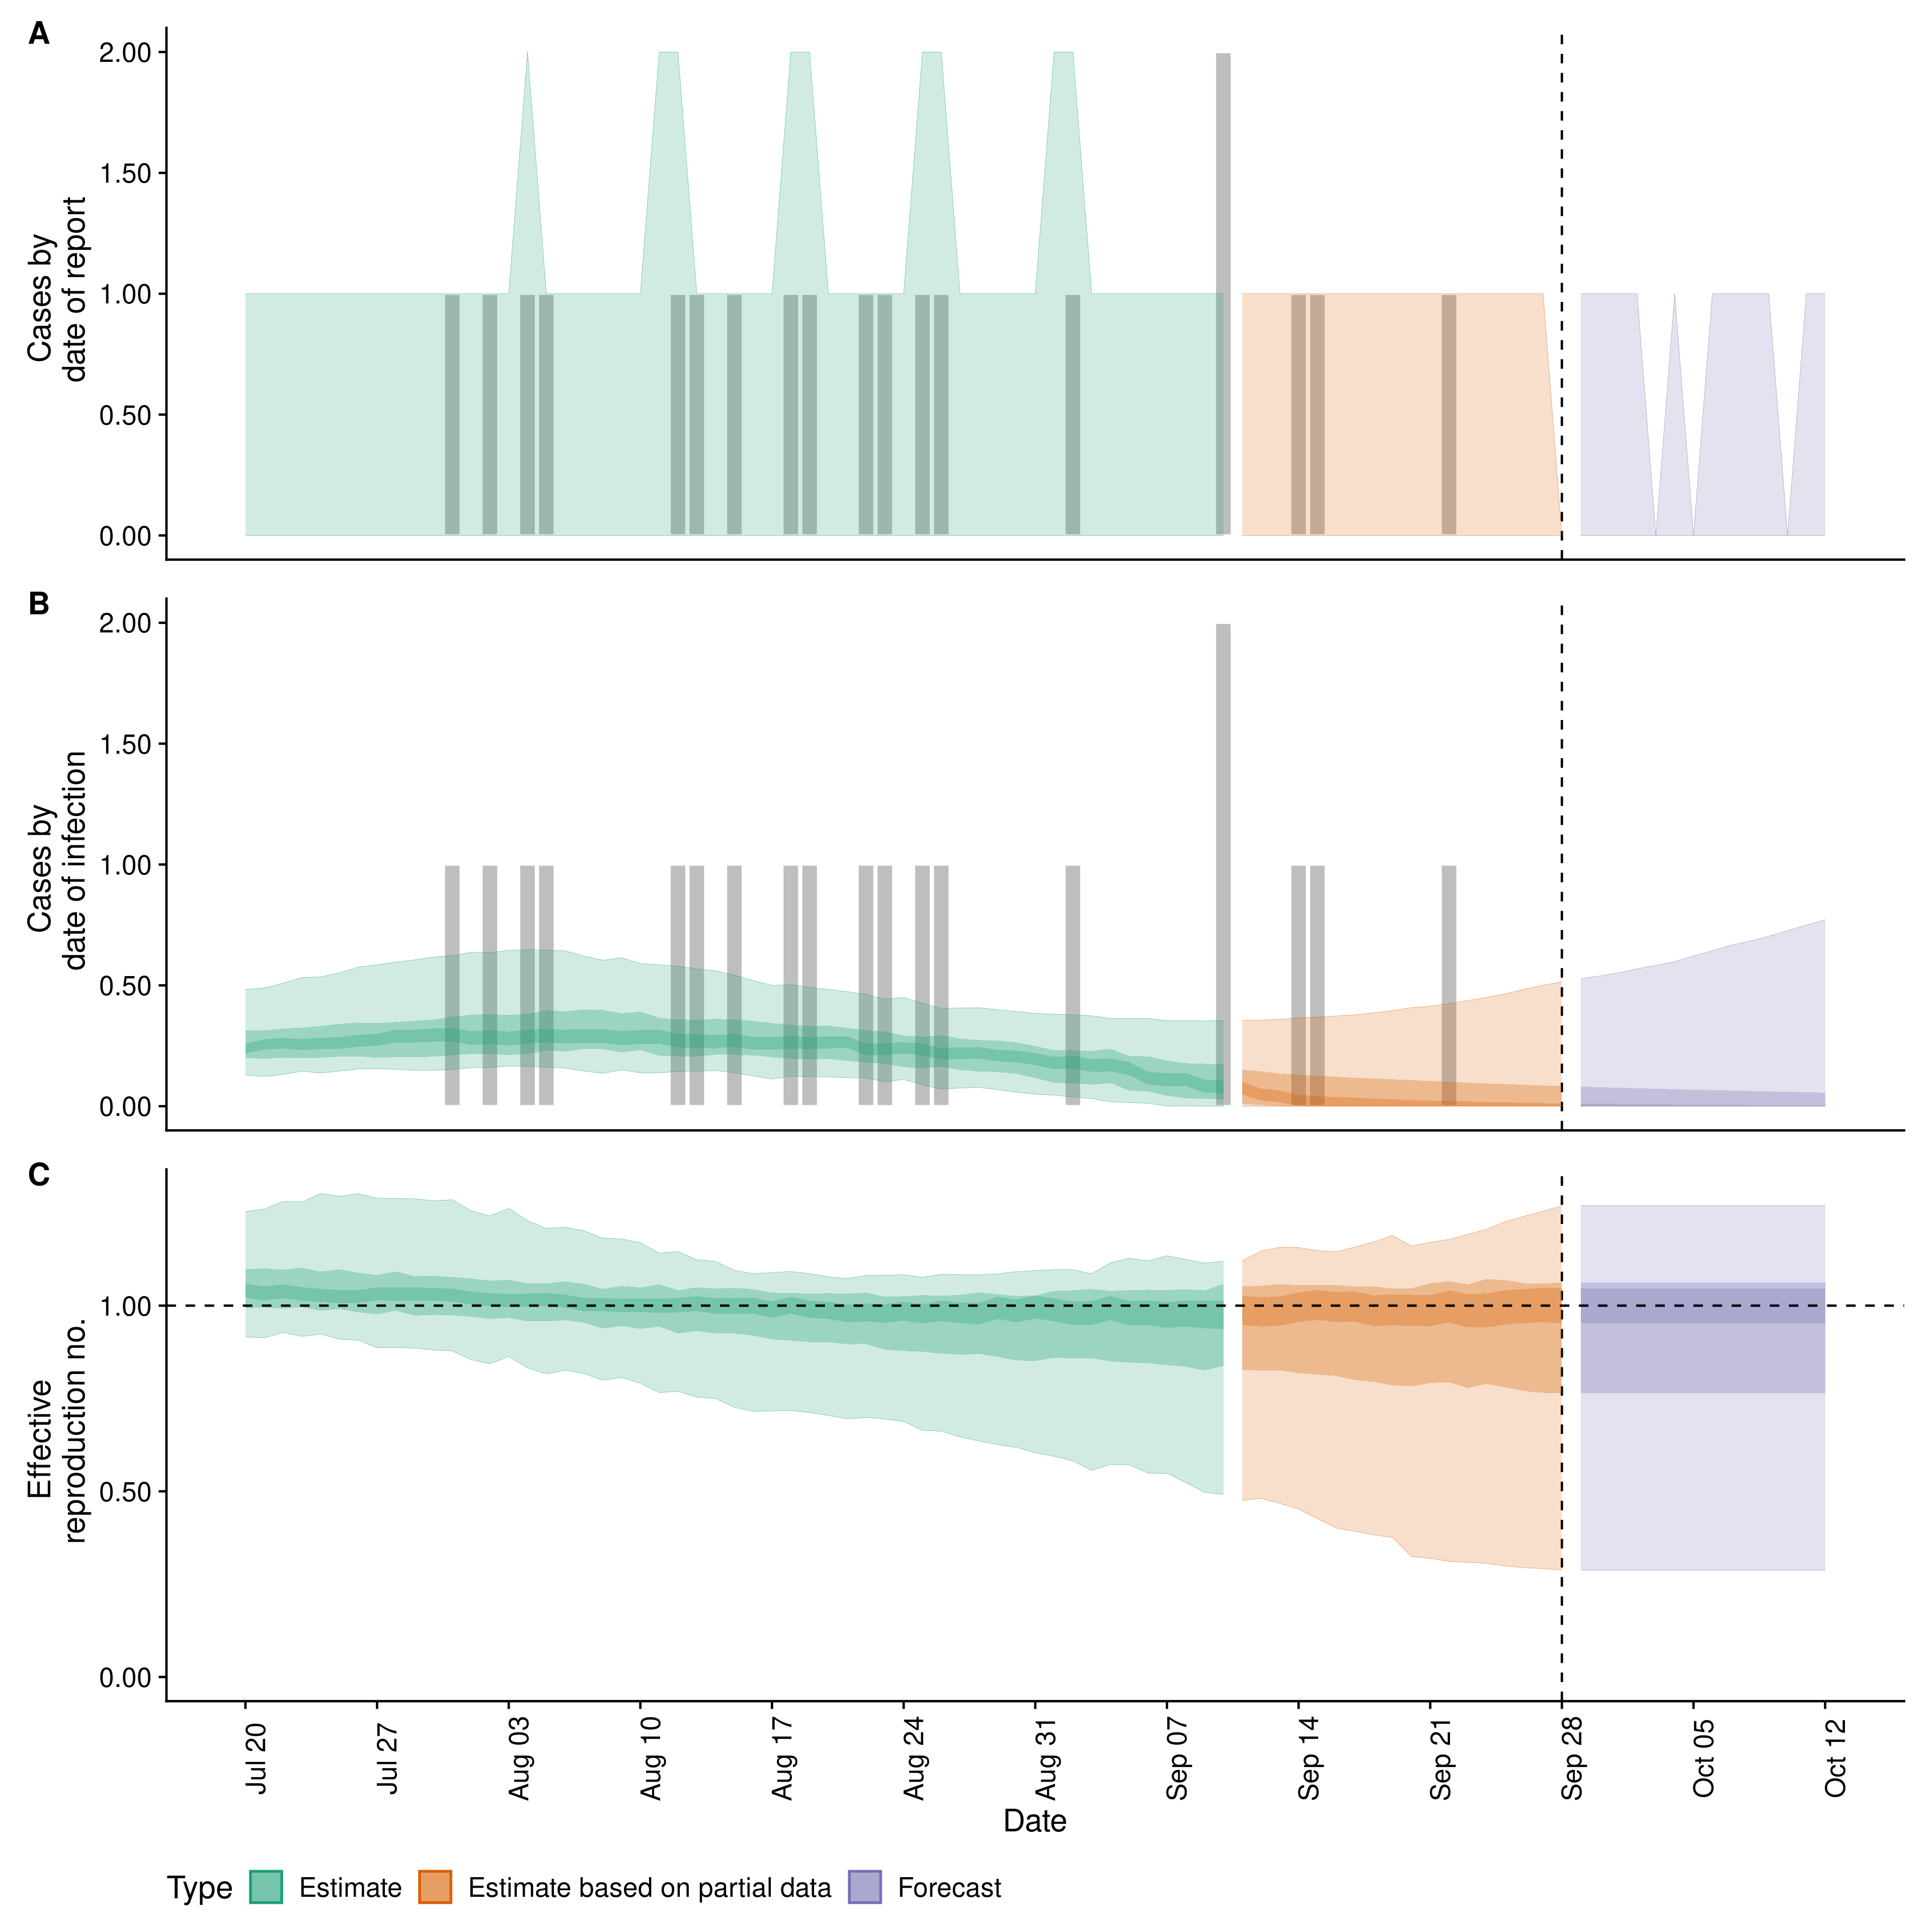 A
2.00
1.50
1.00
0.50
0.00
Cases by
date of report
B
2.00
1.50
1.00
0.50
0.00
Cases by
date of infection
C
1.00
0.50
0.00
Effective
reproduction no.
Jul 20
Jul 27
Aug 03
Aug 10
Aug 17
Aug 24
Aug 31
Sep 07
Sep 14
Sep 21
Sep 28
Oct 05
Oct 12
Date
Type Estimate Estimate based on partial data Forecast